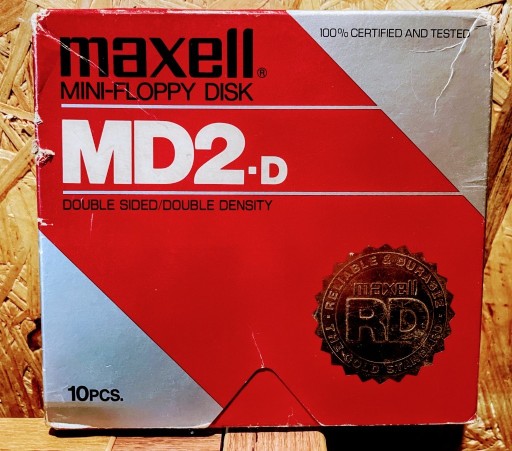 maxell®
100% CERTIFIED AND TESTED
MINI-FLOPPY DISK
MD2-D
DOUBLE SIDED/DOUBLE DENSITY
RELIABLE & DURABLE
maxell
RD
THE GOLD STANDARD
10PCS.